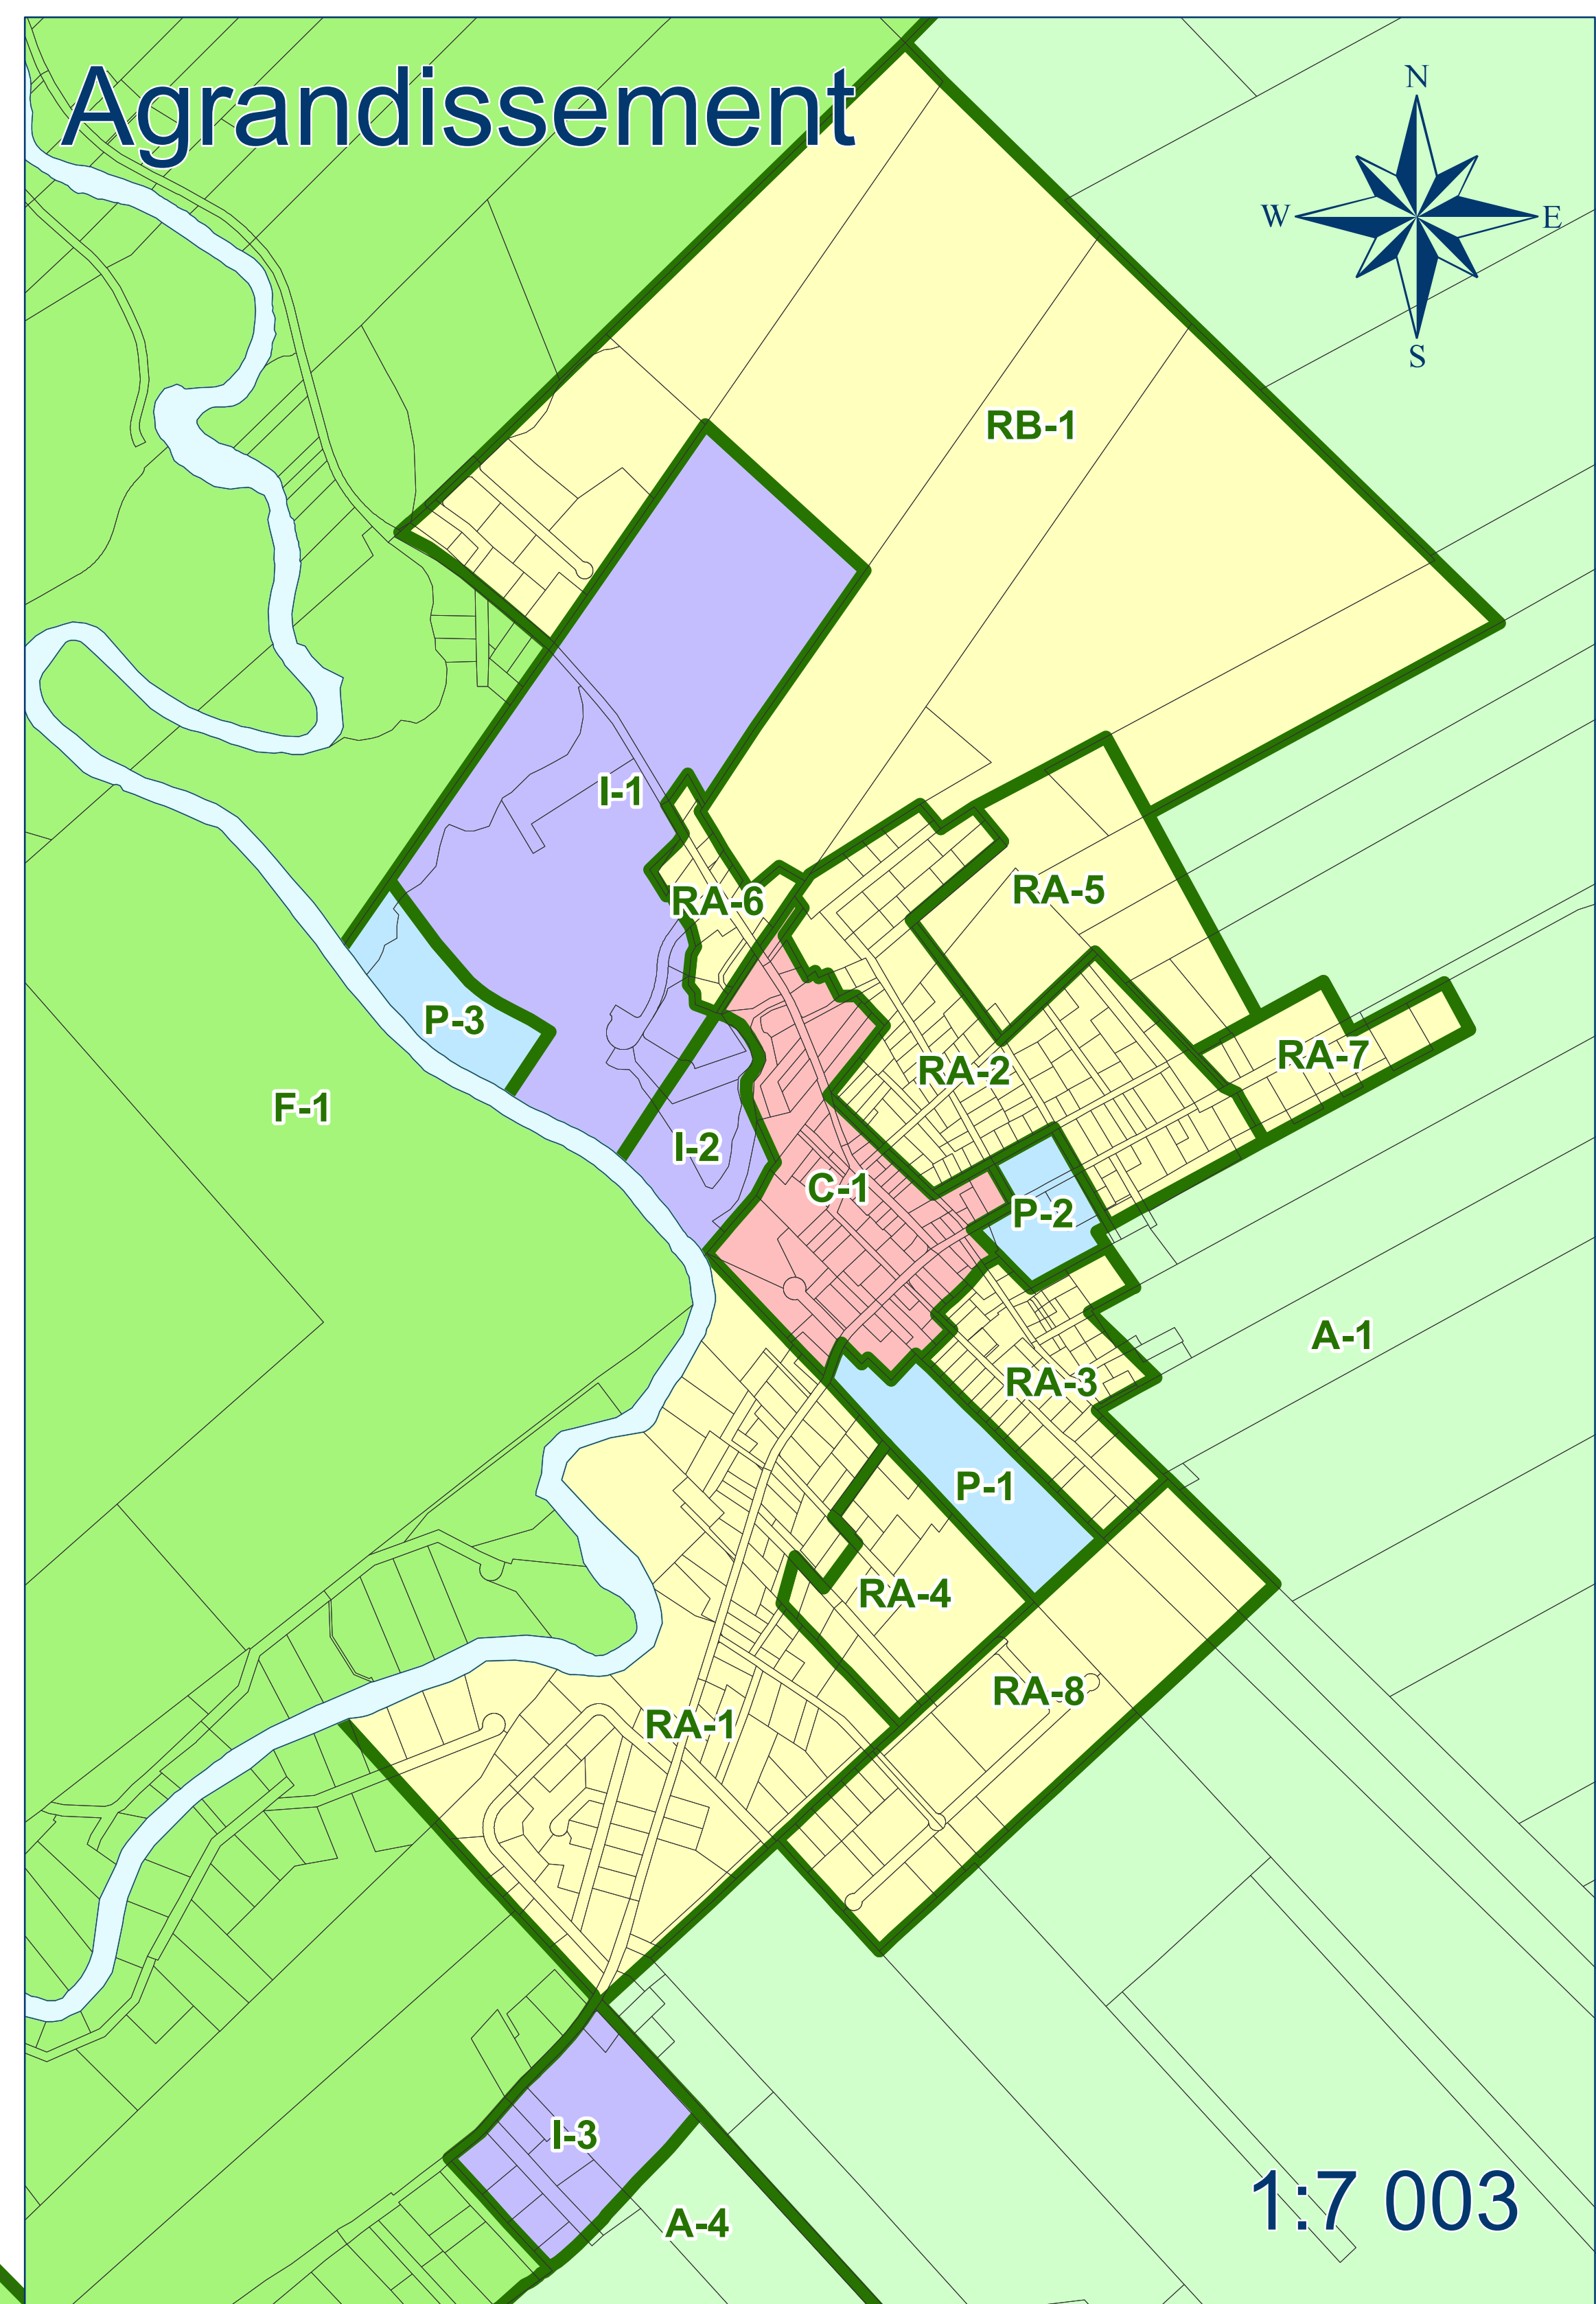 Agrandissement
N
W
E
S
RB-1
I-1
RA-5
RA-6
P-3
RA-7
RA-2
F-1
I-2
C-1
P-2
A-1
RA-3
P-1
RA-4
RA-8
RA-1
I-3
1:7 003
A-4